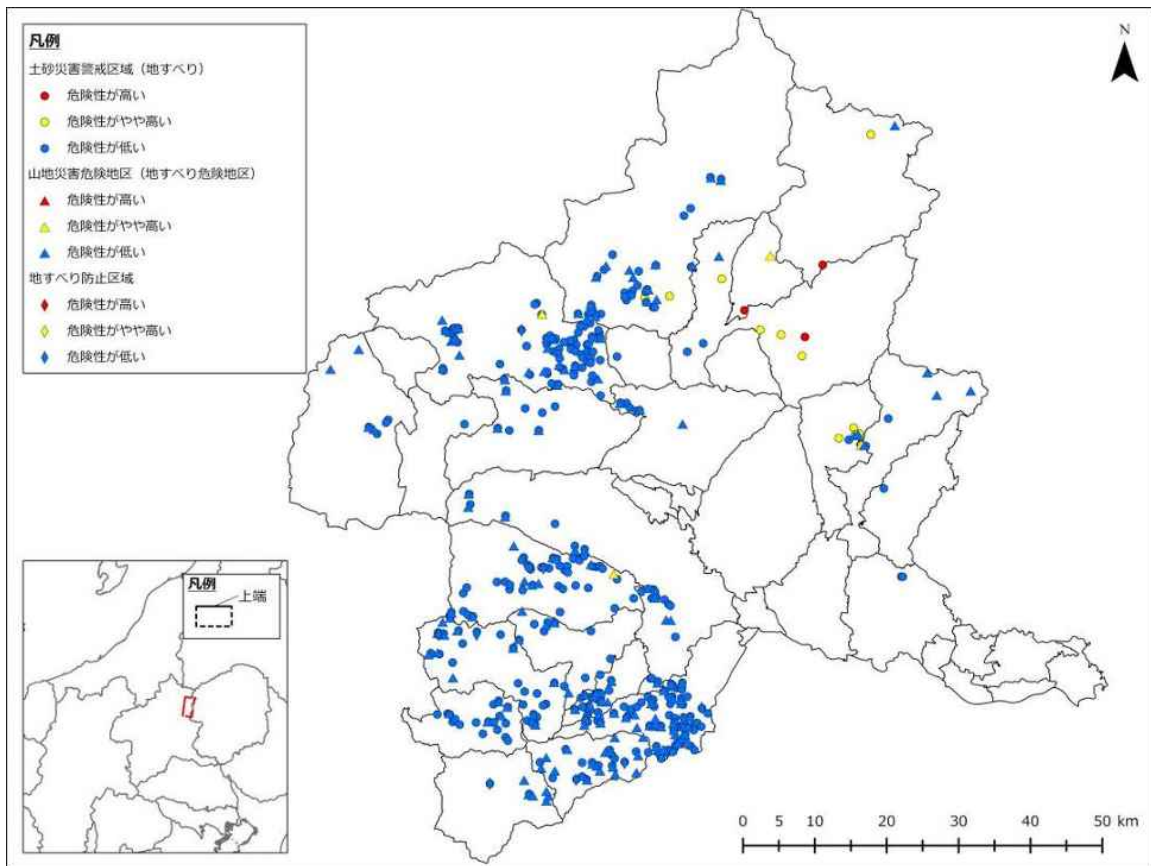 凡例
土砂災害警戒区域（地すべり）
危険性が高い
危険性がやや高い
危険性が低い
山地災害危険地区（地すべり危険地区）
危険性が高い
危険性がやや高い
危険性が低い
地すべり防止区域
危険性が高い
危険性がやや高い
危険性が低い
N
凡例
上端
0 5 10 20 30 40 50 km